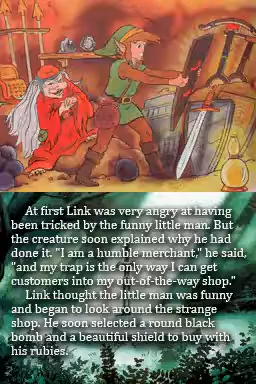 At first Link was very angry at having
been tricked by the funny little man. But
the creature soon explained why he had
done it. "I am a humble merchant," he said,
"and my trap is the only way I can get
customers into my out-of-the-way shop."
Link thought the little man was funny
and began to look around the strange
shop. He soon selected a round black
bomb and a beautiful shield to buy with
his rubies.